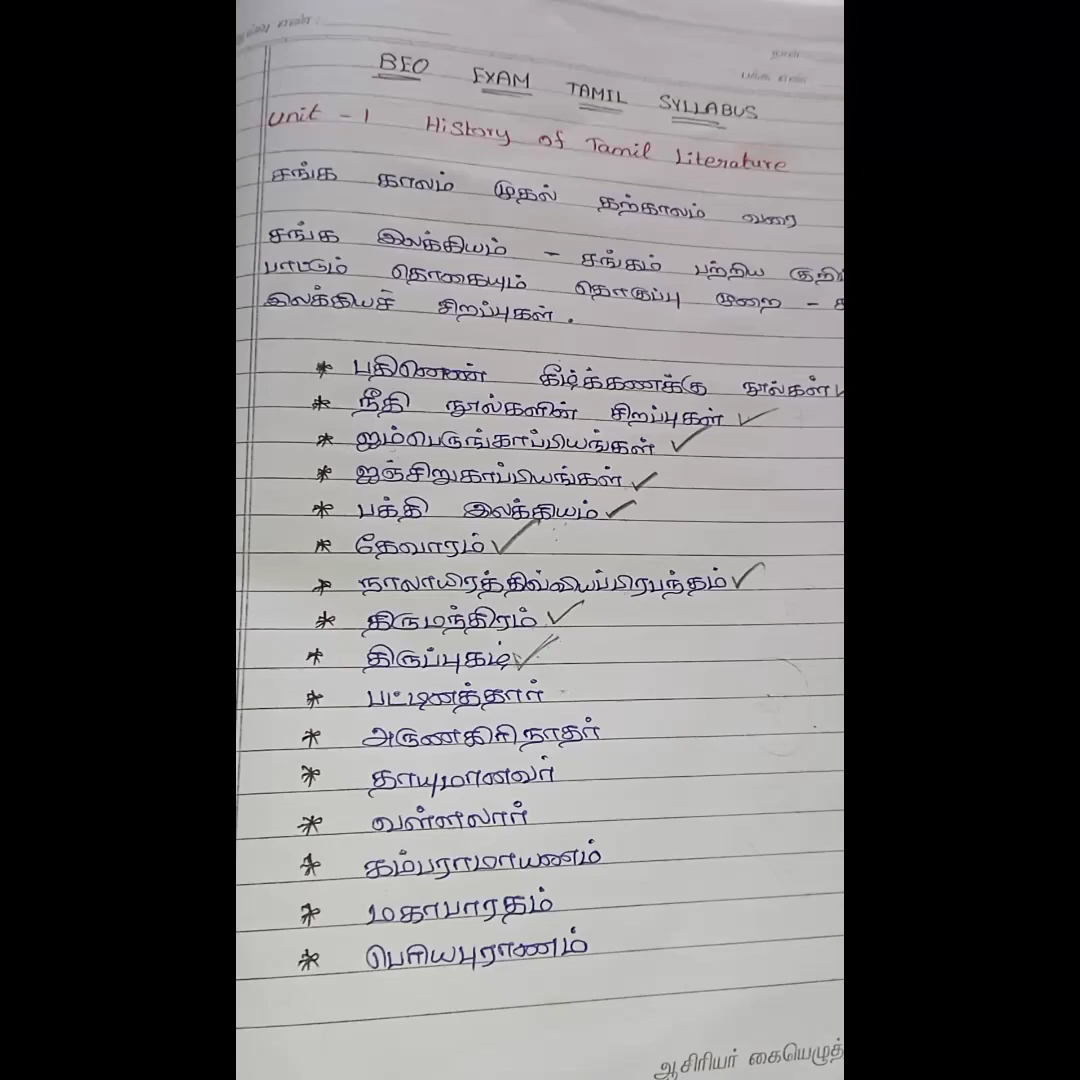 BEO EXAM TAMIL SYLLABUS
Unit - 1 History of Tamil Literature
சங்க காலம் முதல் தற்காலம் வரை
சங்க இலக்கியம் - சங்கம் பற்றிய
பாட்டும் தொகையும் தொகுப்பு முறை -
இலக்கியச் சிறப்புகள்.
* பதினெண் கீழ்க்கணக்கு நூல்கள் ✓
* நீதி நூல்களின் சிறப்புகள் ✓
* ஐம்பெருங்காப்பியங்கள் ✓
* ஐஞ்சிறுகாப்பியங்கள் ✓
* பக்தி இலக்கியம் ✓
* தேவாரம் ✓
* நாலாயிரத்திவ்வியப்பிரபந்தம் ✓
* திருமந்திரம் ✓
* திருப்புகழ் ✓
* பட்டினத்தார்
* அருணகிரிநாதர்
* தாயுமானவர்
* வள்ளலார்
* கம்பராமாயணம்
* மகாபாரதம்
* பெரியபுராணம்
ஆசிரியர் கையெழுத்